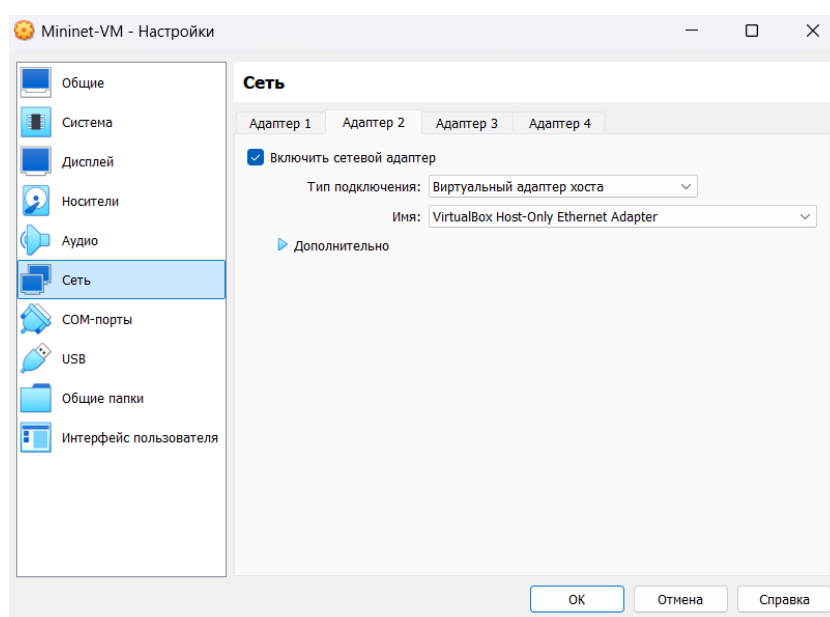 Mininet-VM - Настройки
Общие
Система
Дисплей
Носители
Аудио
Сеть
COM-порты
USB
Общие папки
Интерфейс пользователя
Сеть
Адаптер 1 Адаптер 2 Адаптер 3 Адаптер 4
Включить сетевой адаптер
Тип подключения: Виртуальный адаптер хоста
Имя: VirtualBox Host-Only Ethernet Adapter
Дополнительно
ОК Отмена Справка